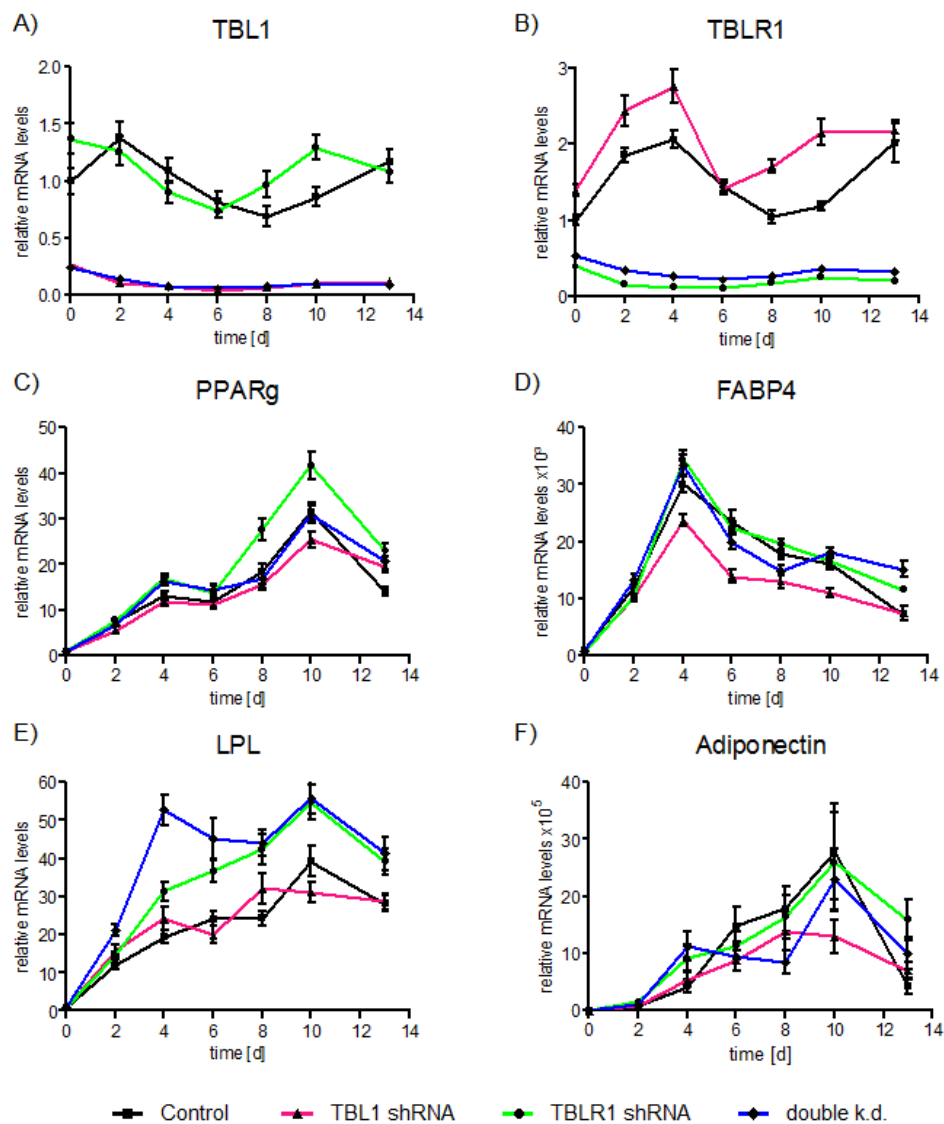 A) TBL1
relative mRNA levels
2.0
1.5
1.0
0.5
0.0
0 2 4 6 8 10 12 14
time [d]
B) TBLR1
relative mRNA levels
3
2
1
0
0 2 4 6 8 10 12 14
time [d]
C) PPARg
relative mRNA levels
50
40
30
20
10
0
0 2 4 6 8 10 12 14
time [d]
D) FABP4
relative mRNA levels x10³
40
30
20
10
0
0 2 4 6 8 10 12 14
time [d]
E) LPL
relative mRNA levels
60
50
40
30
20
10
0
0 2 4 6 8 10 12 14
time [d]
F) Adiponectin
relative mRNA levels x10⁵
40
30
20
10
0
0 2 4 6 8 10 12 14
time [d]
Control TBL1 shRNA TBLR1 shRNA double k.d.